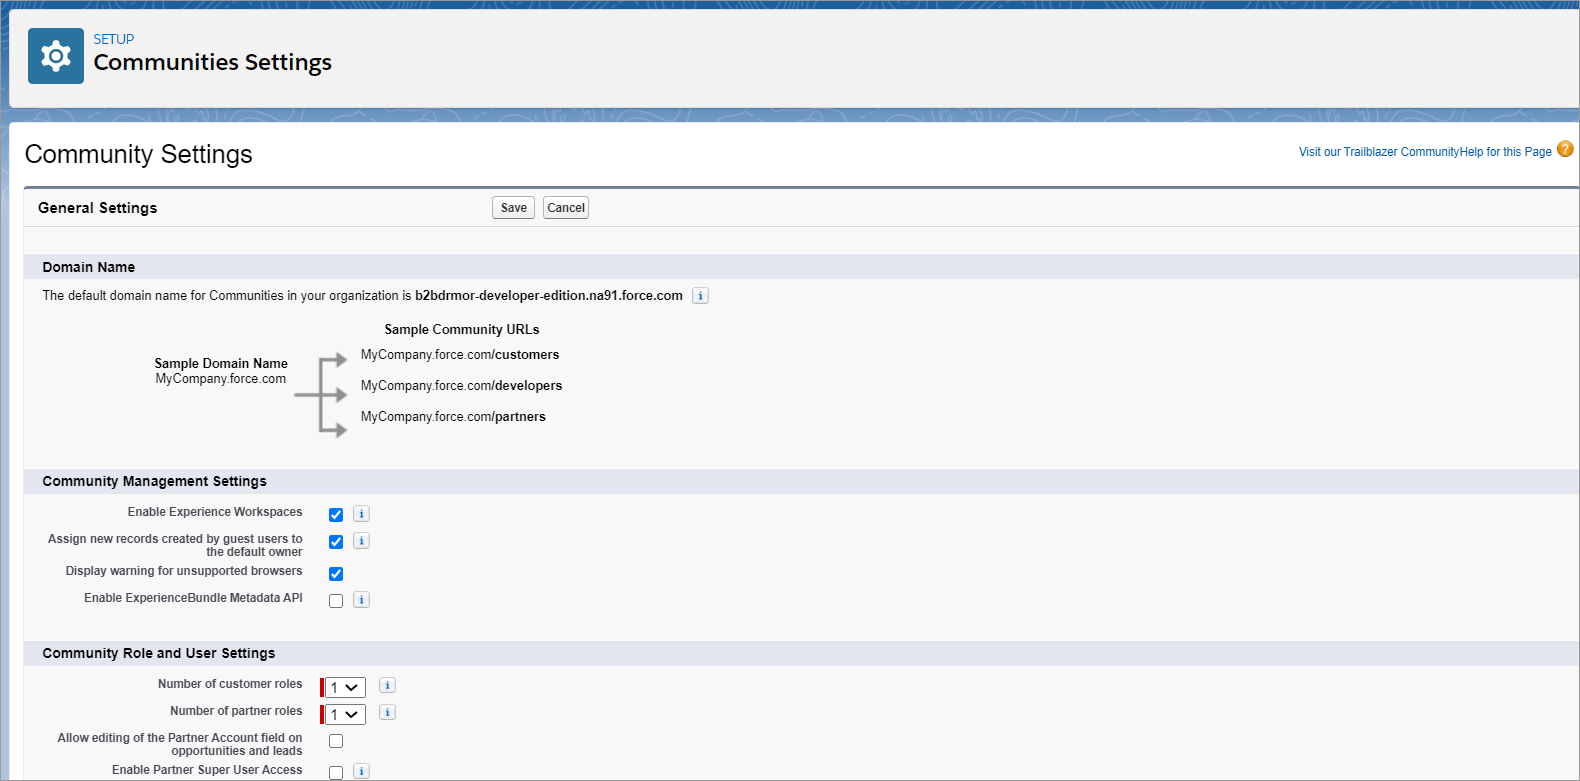 SETUP
Communities Settings
Community Settings
Visit our Trailblazer CommunityHelp for this Page ?
General Settings
Save Cancel
Domain Name
The default domain name for Communities in your organization is b2bdrmor-developer-edition.na91.force.com i
Sample Community URLs
Sample Domain Name
MyCompany.force.com
MyCompany.force.com/customers
MyCompany.force.com/developers
MyCompany.force.com/partners
Community Management Settings
Enable Experience Workspaces i
Assign new records created by guest users to
the default owner i
Display warning for unsupported browsers
Enable ExperienceBundle Metadata API i
Community Role and User Settings
Number of customer roles 1 i
Number of partner roles 1 i
Allow editing of the Partner Account field on
opportunities and leads
Enable Partner Super User Access i